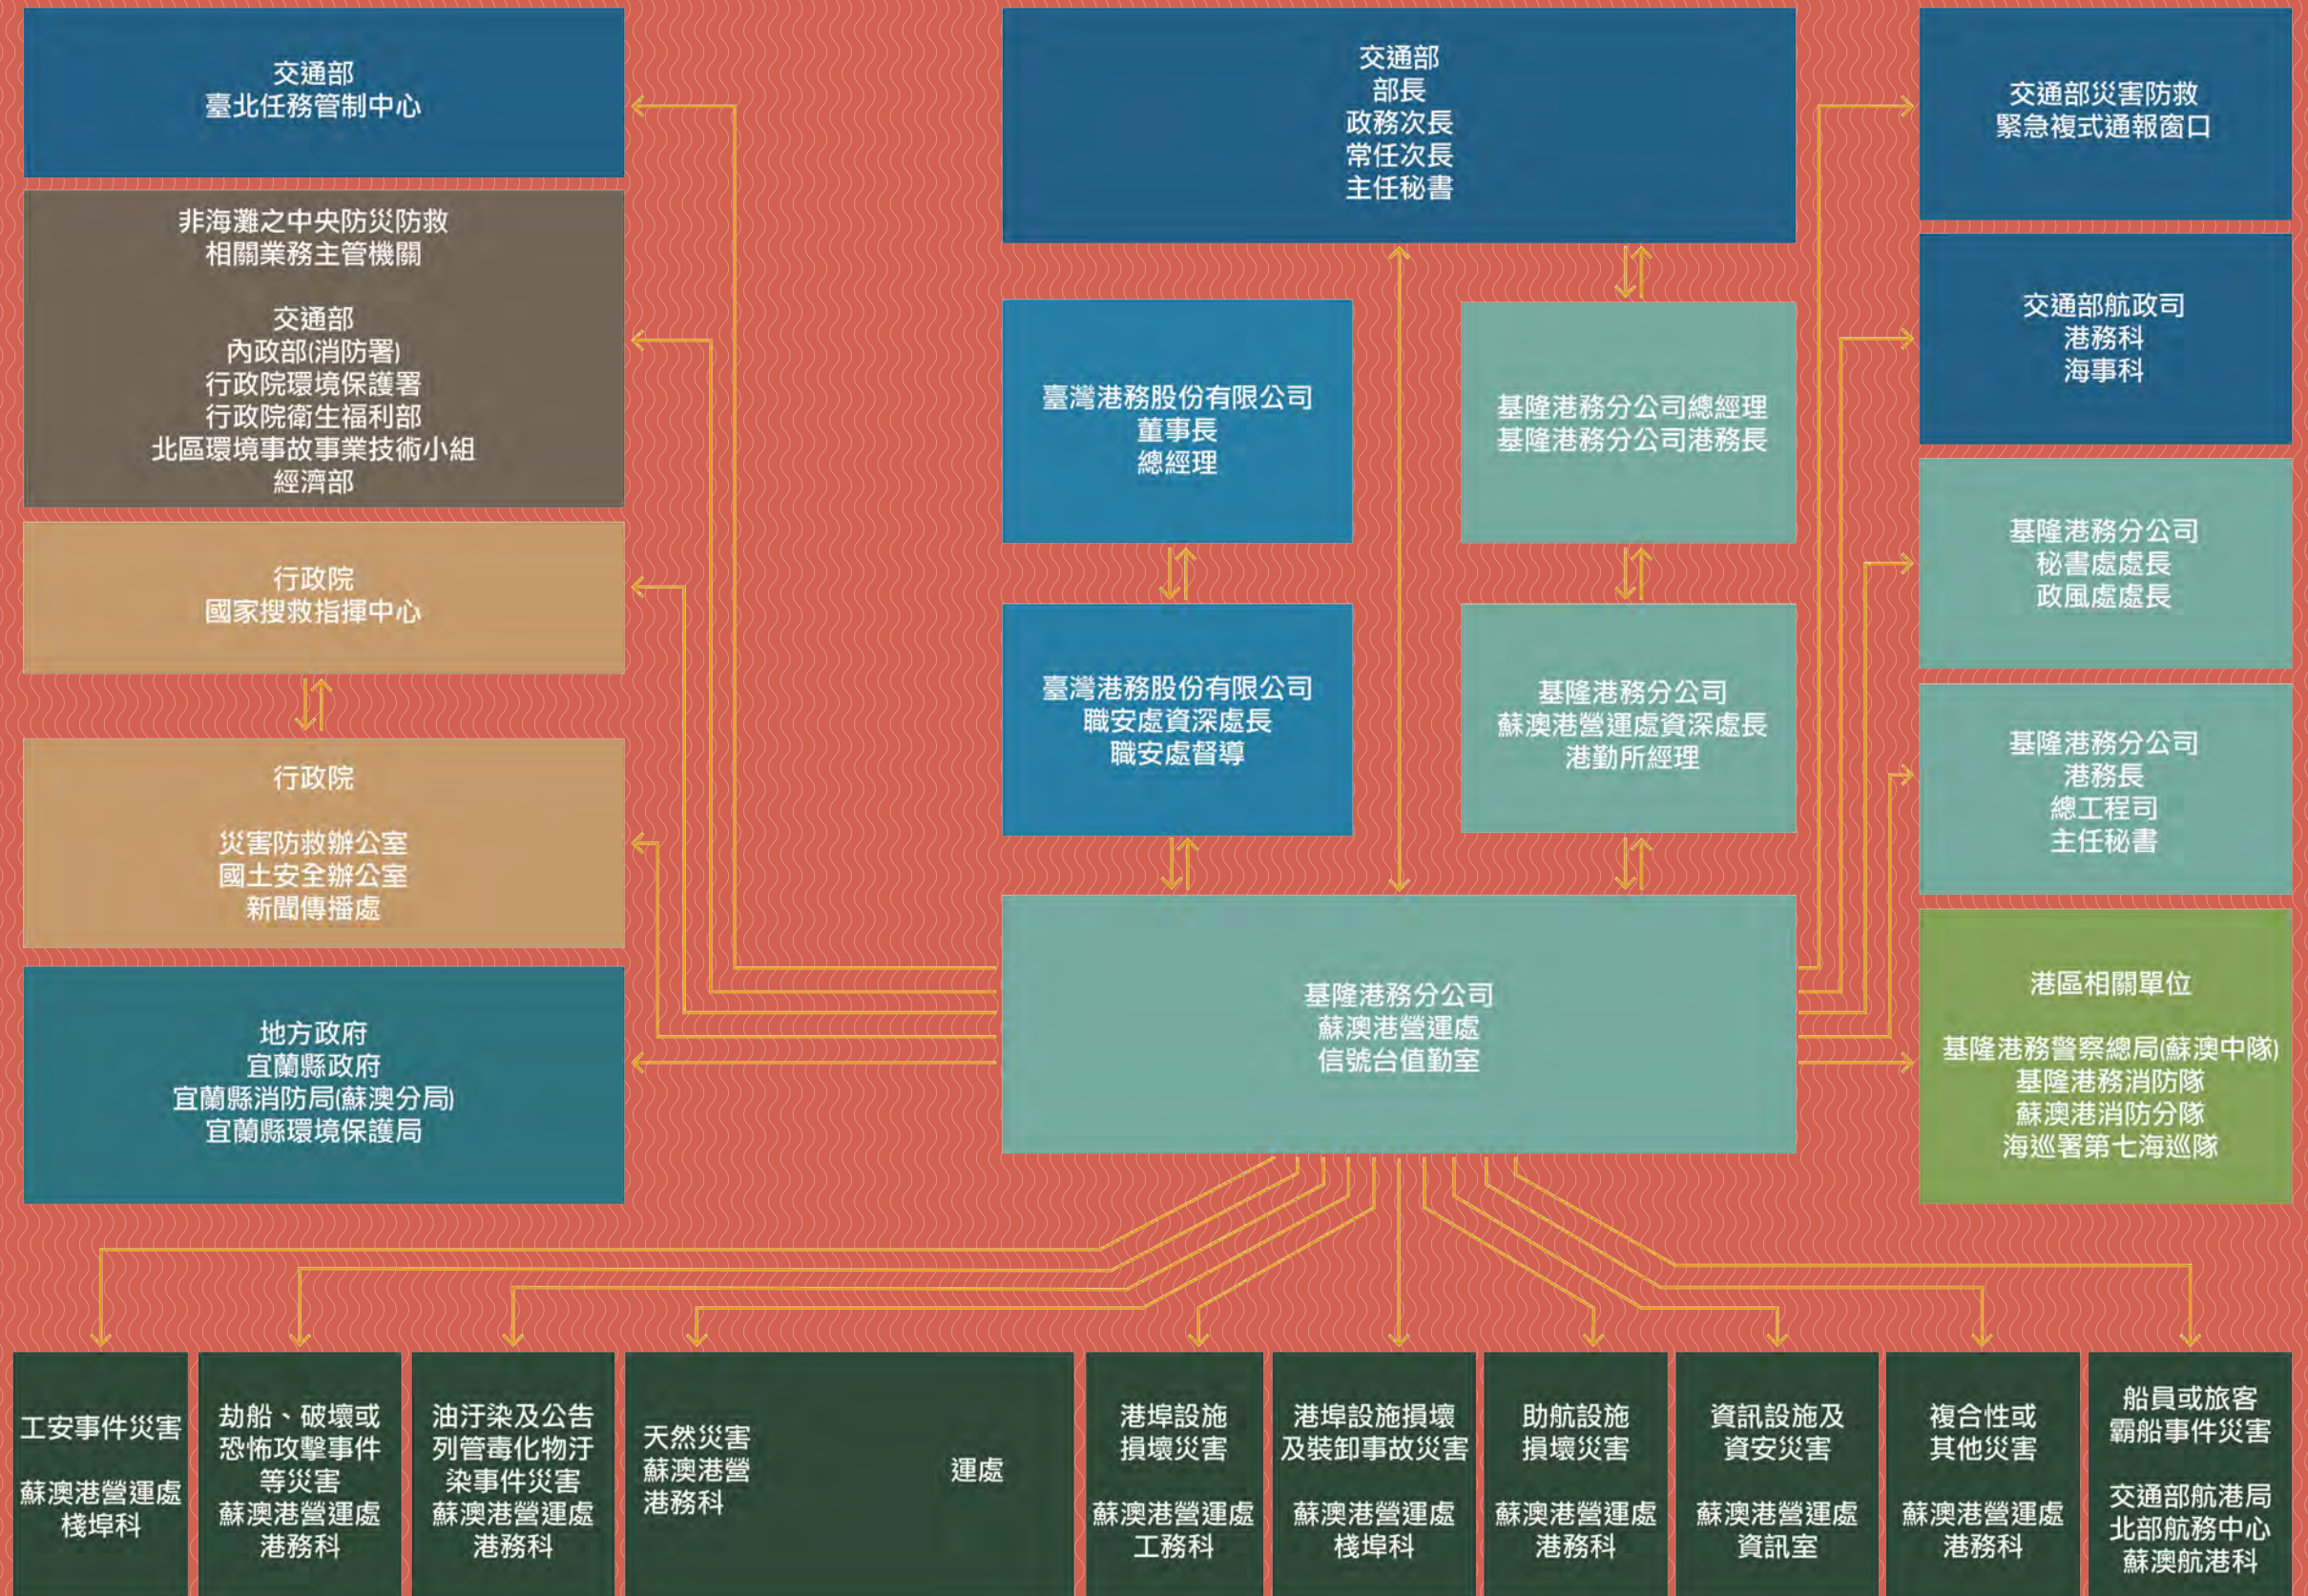 交通部
臺北任務管制中心
非海灘之中央防災防救
相關業務主管機關
交通部
內政部(消防署)
行政院環境保護署
行政院衛生福利部
北區環境事故事業技術小組
經濟部
行政院
國家搜救指揮中心
行政院
災害防救辦公室
國土安全辦公室
新聞傳播處
地方政府
宜蘭縣政府
宜蘭縣消防局(蘇澳分局)
宜蘭縣環境保護局
交通部
部長
政務次長
常任次長
主任秘書
臺灣港務股份有限公司
董事長
總經理
基隆港務分公司總經理
基隆港務分公司港務長
臺灣港務股份有限公司
職安處資深處長
職安處督導
基隆港務分公司
蘇澳港營運處資深處長
港勤所經理
基隆港務分公司
蘇澳港營運處
信號台值勤室
交通部災害防救
緊急複式通報窗口
交通部航政司
港務科
海事科
基隆港務分公司
秘書處處長
政風處處長
基隆港務分公司
港務長
總工程司
主任秘書
港區相關單位
基隆港務警察總局(蘇澳中隊)
基隆港務消防隊
蘇澳港消防分隊
海巡署第七海巡隊
工安事件災害
蘇澳港營運處
棧埠科
劫船、破壞或
恐怖攻擊事件
等災害
蘇澳港營運處
港務科
油汙染及公告
列管毒化物汙
染事件災害
蘇澳港營運處
港務科
天然災害
蘇澳港營 運處
港務科
港埠設施
損壞災害
蘇澳港營運處
工務科
港埠設施損壞
及裝卸事故災害
蘇澳港營運處
棧埠科
助航設施
損壞災害
蘇澳港營運處
港務科
資訊設施及
資安災害
蘇澳港營運處
資訊室
複合性或
其他災害
蘇澳港營運處
港務科
船員或旅客
霸船事件災害
交通部航港局
北部航務中心
蘇澳航港科